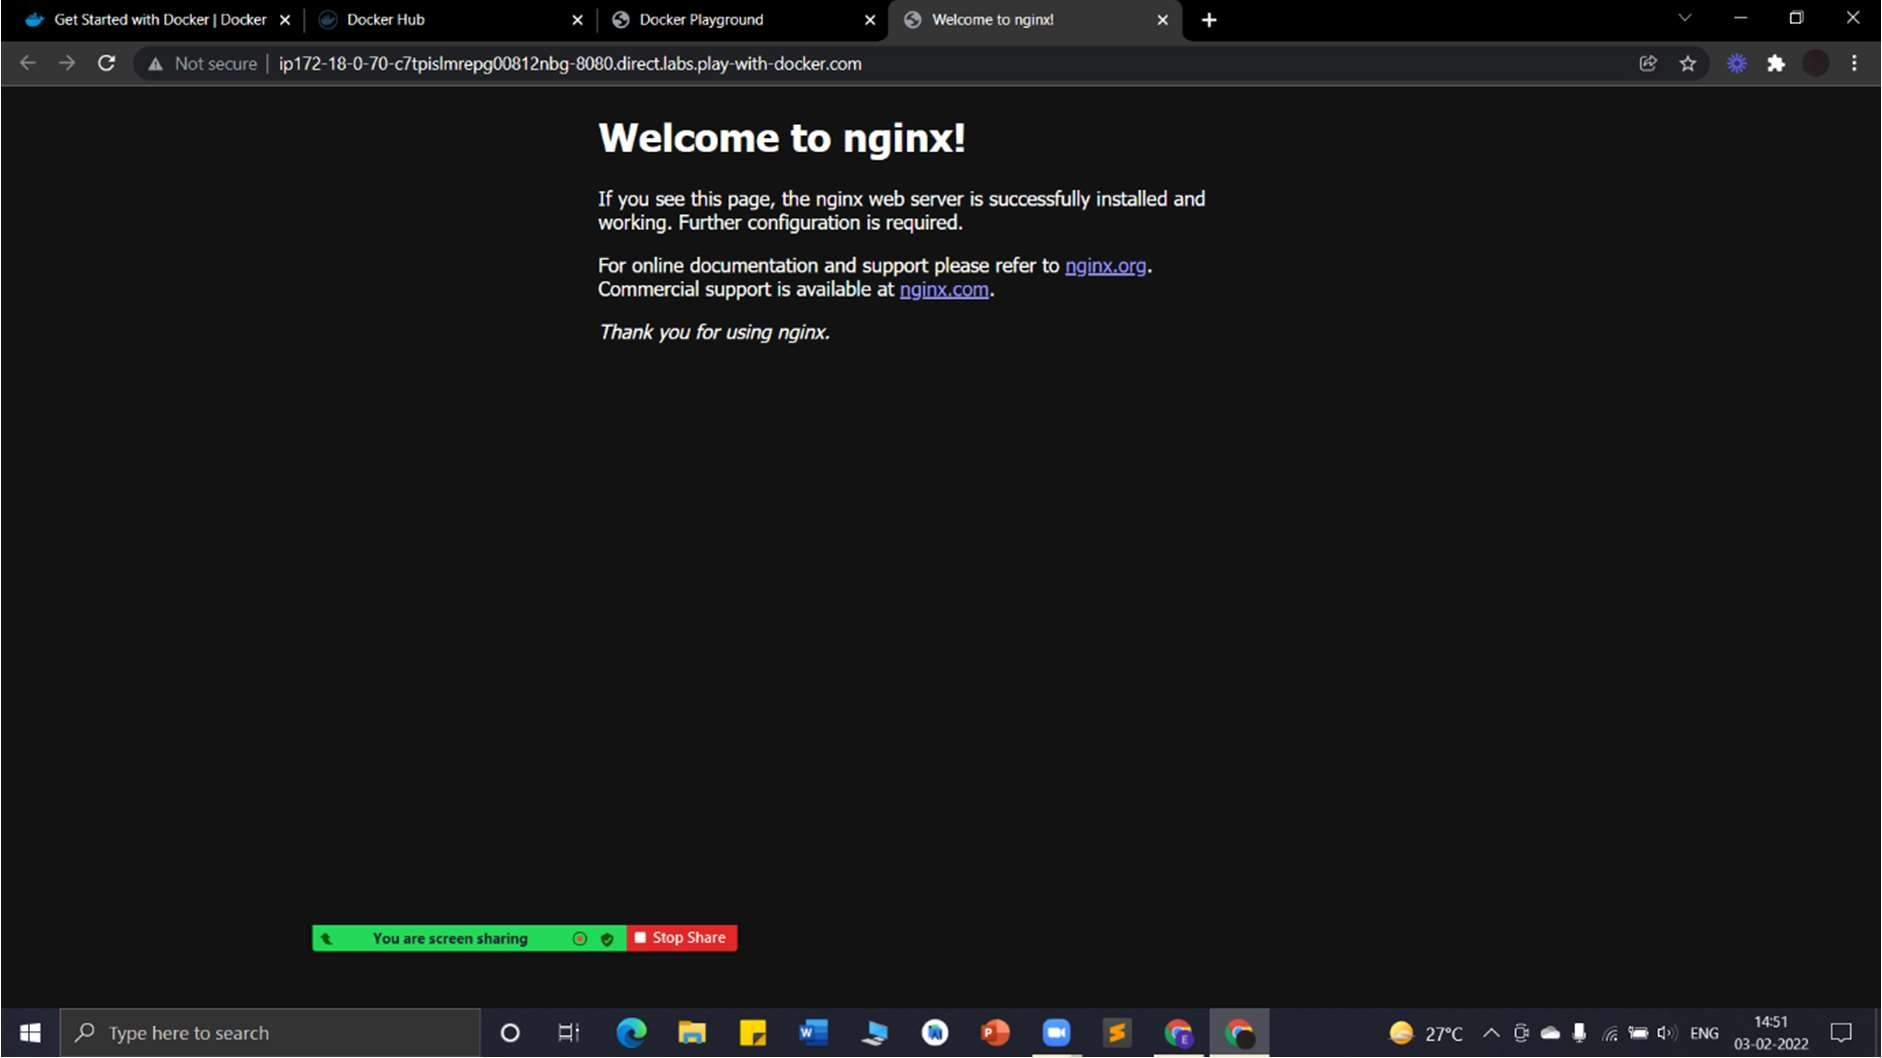 Get Started with Docker | Docker
Docker Hub
Docker Playground
Welcome to nginx!
Not secure
ip172-18-0-70-c7tpislmrepg00812nbg-8080.direct.labs.play-with-docker.com
Welcome to nginx!
If you see this page, the nginx web server is successfully installed and
working. Further configuration is required.
For online documentation and support please refer to nginx.org.
Commercial support is available at nginx.com.
Thank you for using nginx.
You are screen sharing
Stop Share
Type here to search
W
P
E
27°C
ENG
14:51
03-02-2022